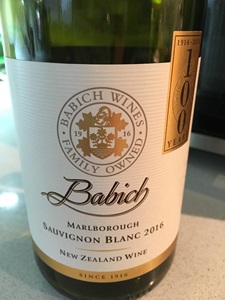 1916-2
100
YEARS
BABICH WINES
19 16
FAMILY OWNED
Babich
MARLBOROUGH
SAUVIGNON BLANC 2016
NEW ZEALAND WINE
SINCE 1916